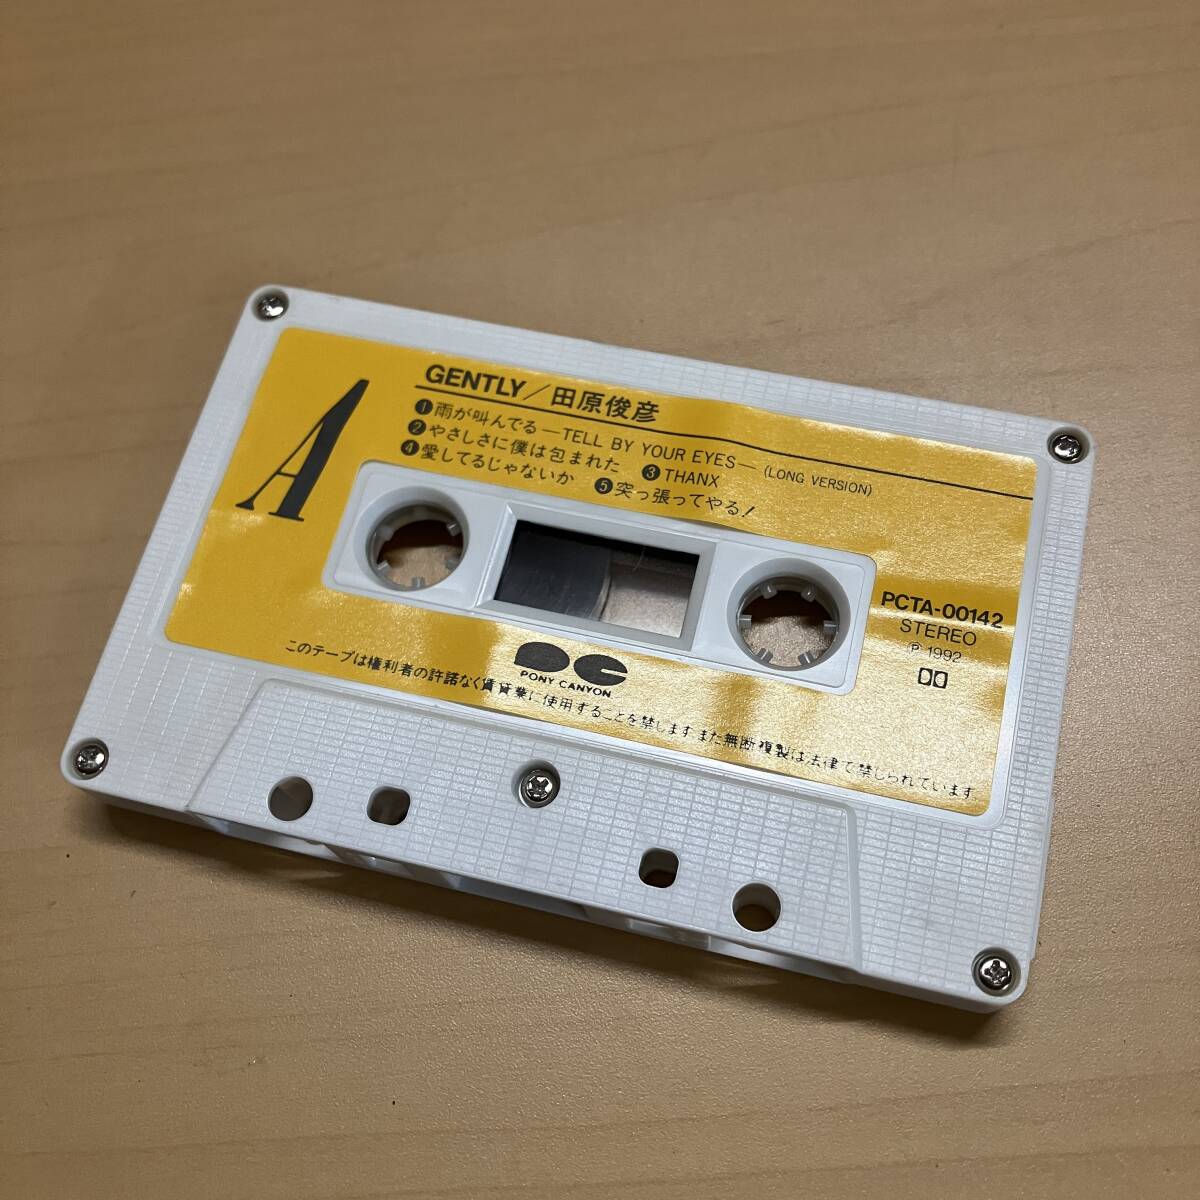 A
GENTLY／田原俊彦
❶雨が叫んでる—TELL BY YOUR EYES—(LONG VERSION)
❷やさしさに僕は包まれた ❸THANX
❹愛してるじゃないか ❺突っ張ってやる！
PCTA-00142
STEREO
Ⓟ 1992
PONY CANYON
このテープは権利者の許諾なく賃貸業に使用することを禁じます また無断複製は法律で禁じられています